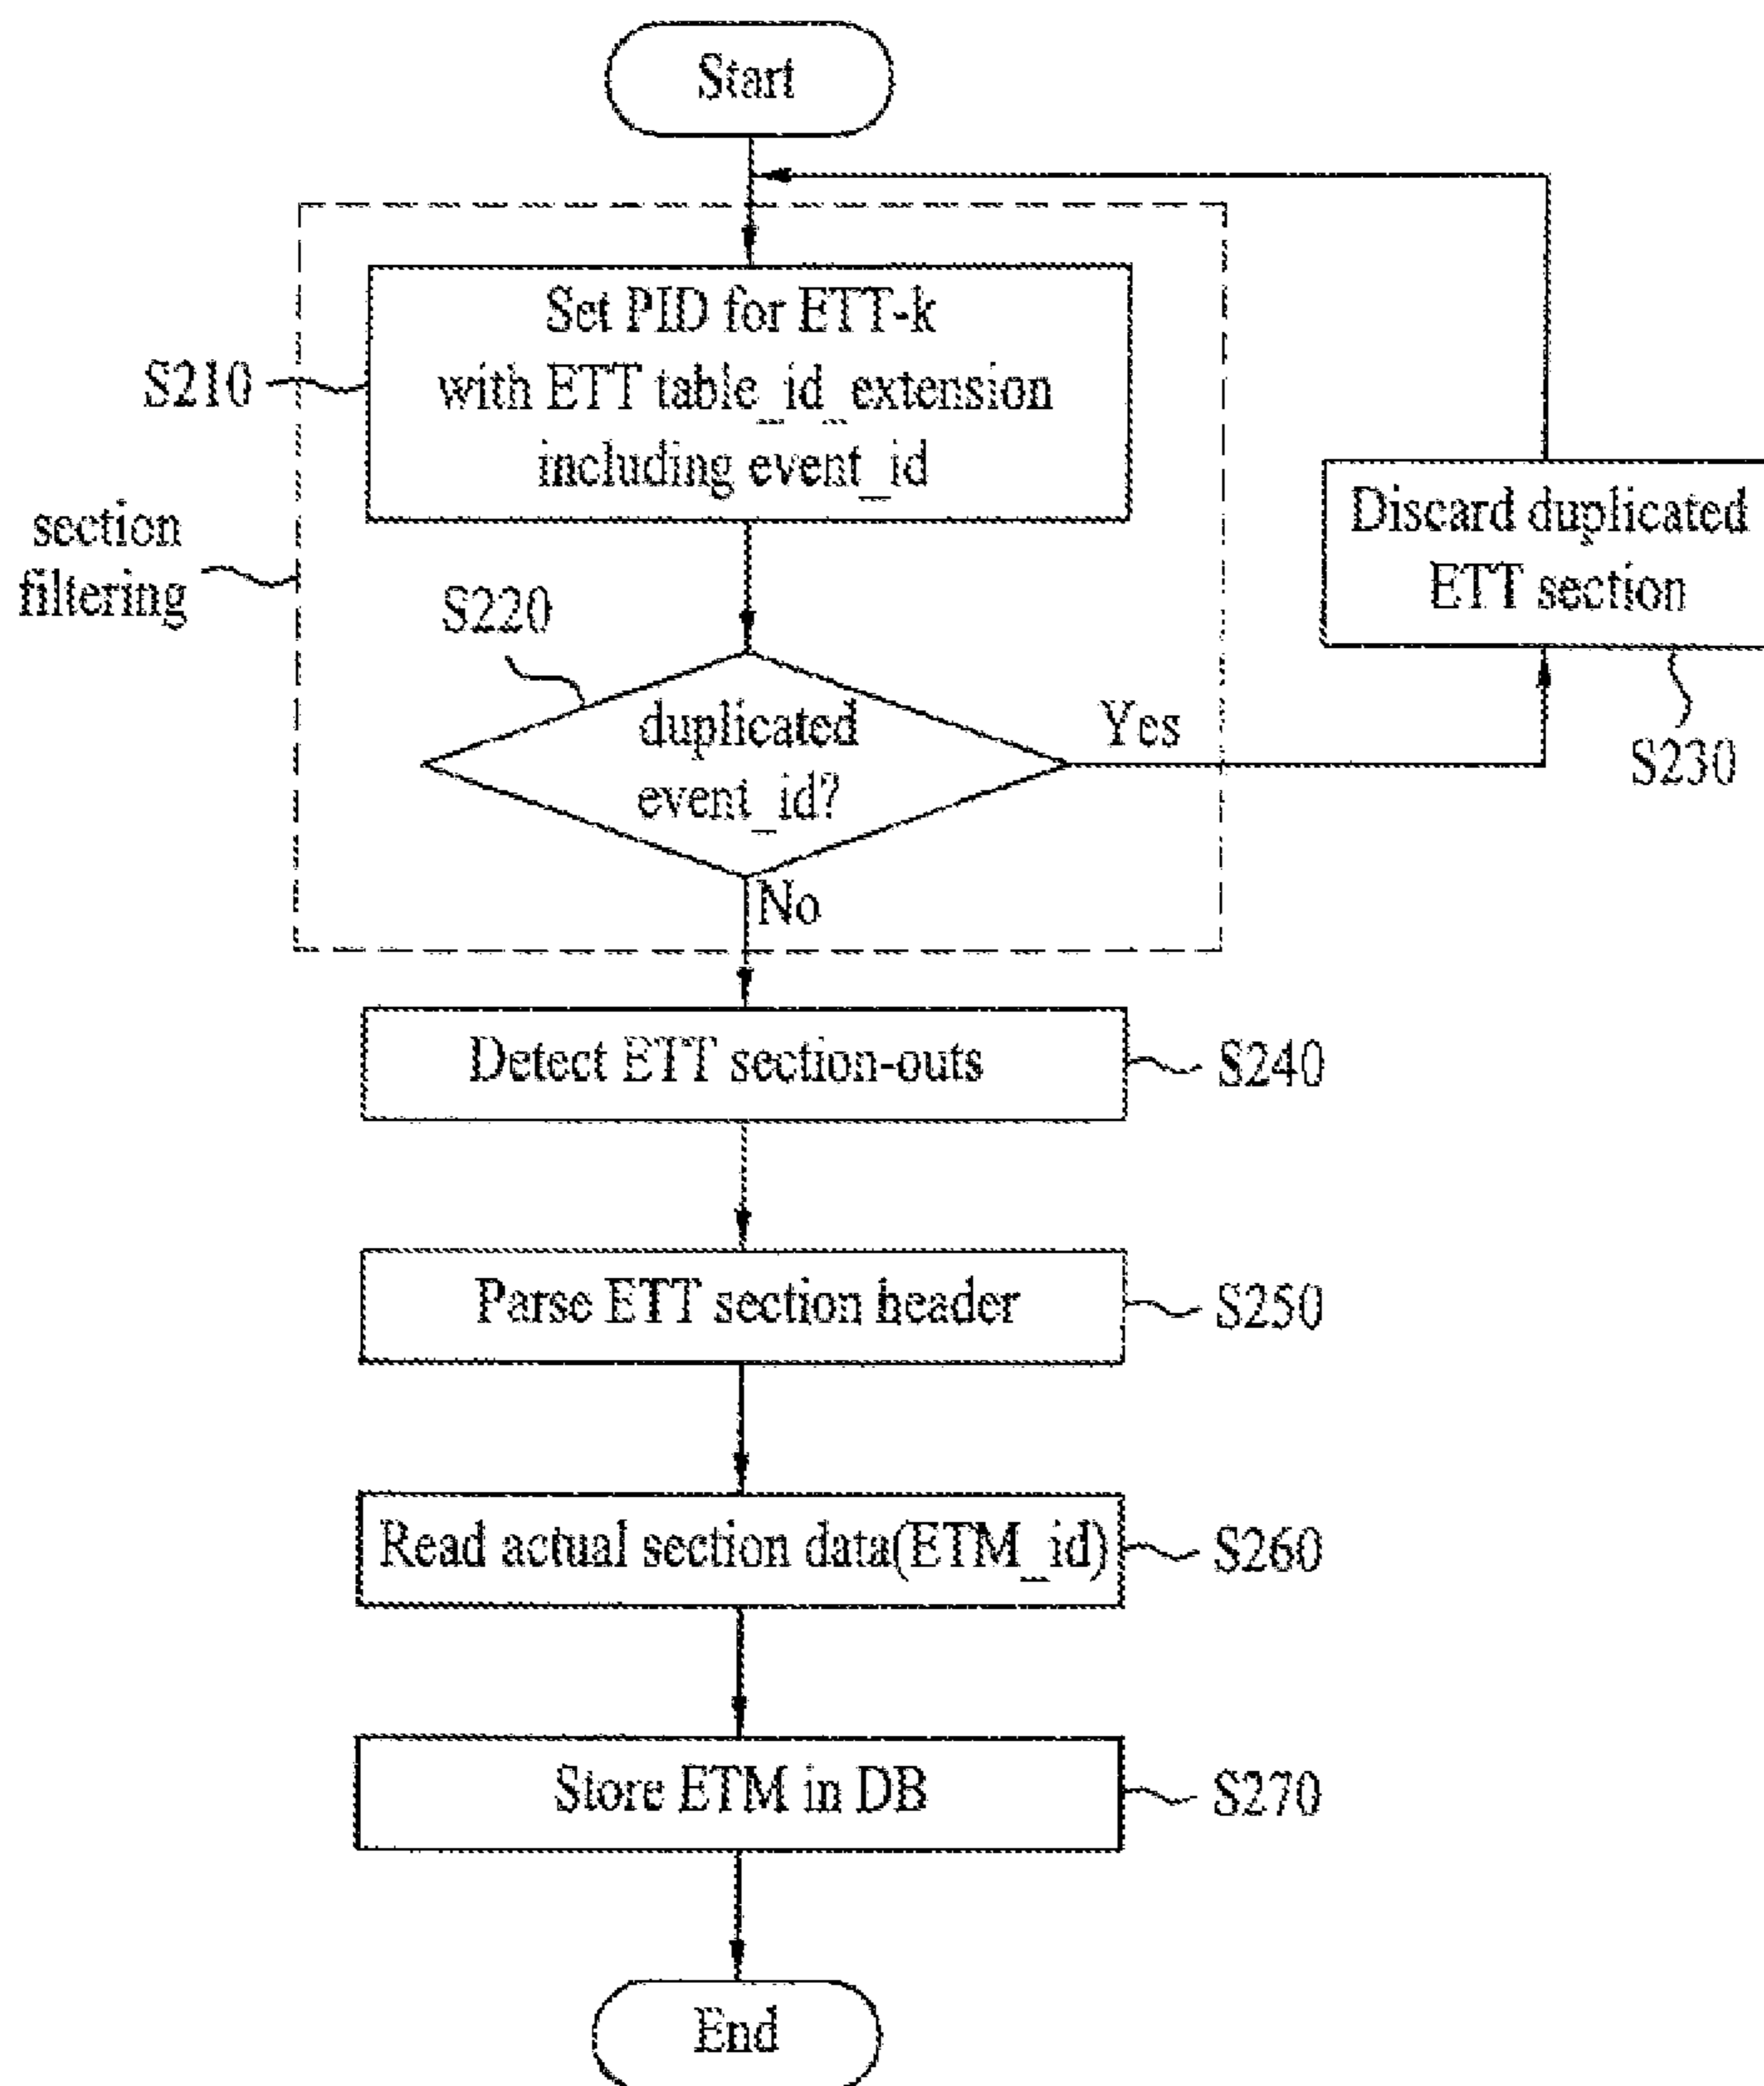 Start
Set PID for ETT-k
with ETT table_id_extension
including event_id
S210
section
filtering
Discard duplicated
ETT section
S230
S220
duplicated
event_id?
Yes
No
Detect ETT section-outs
S240
Parse ETT section header
S250
Read actual section data(ETM_id)
S260
Store ETM in DB
S270
End